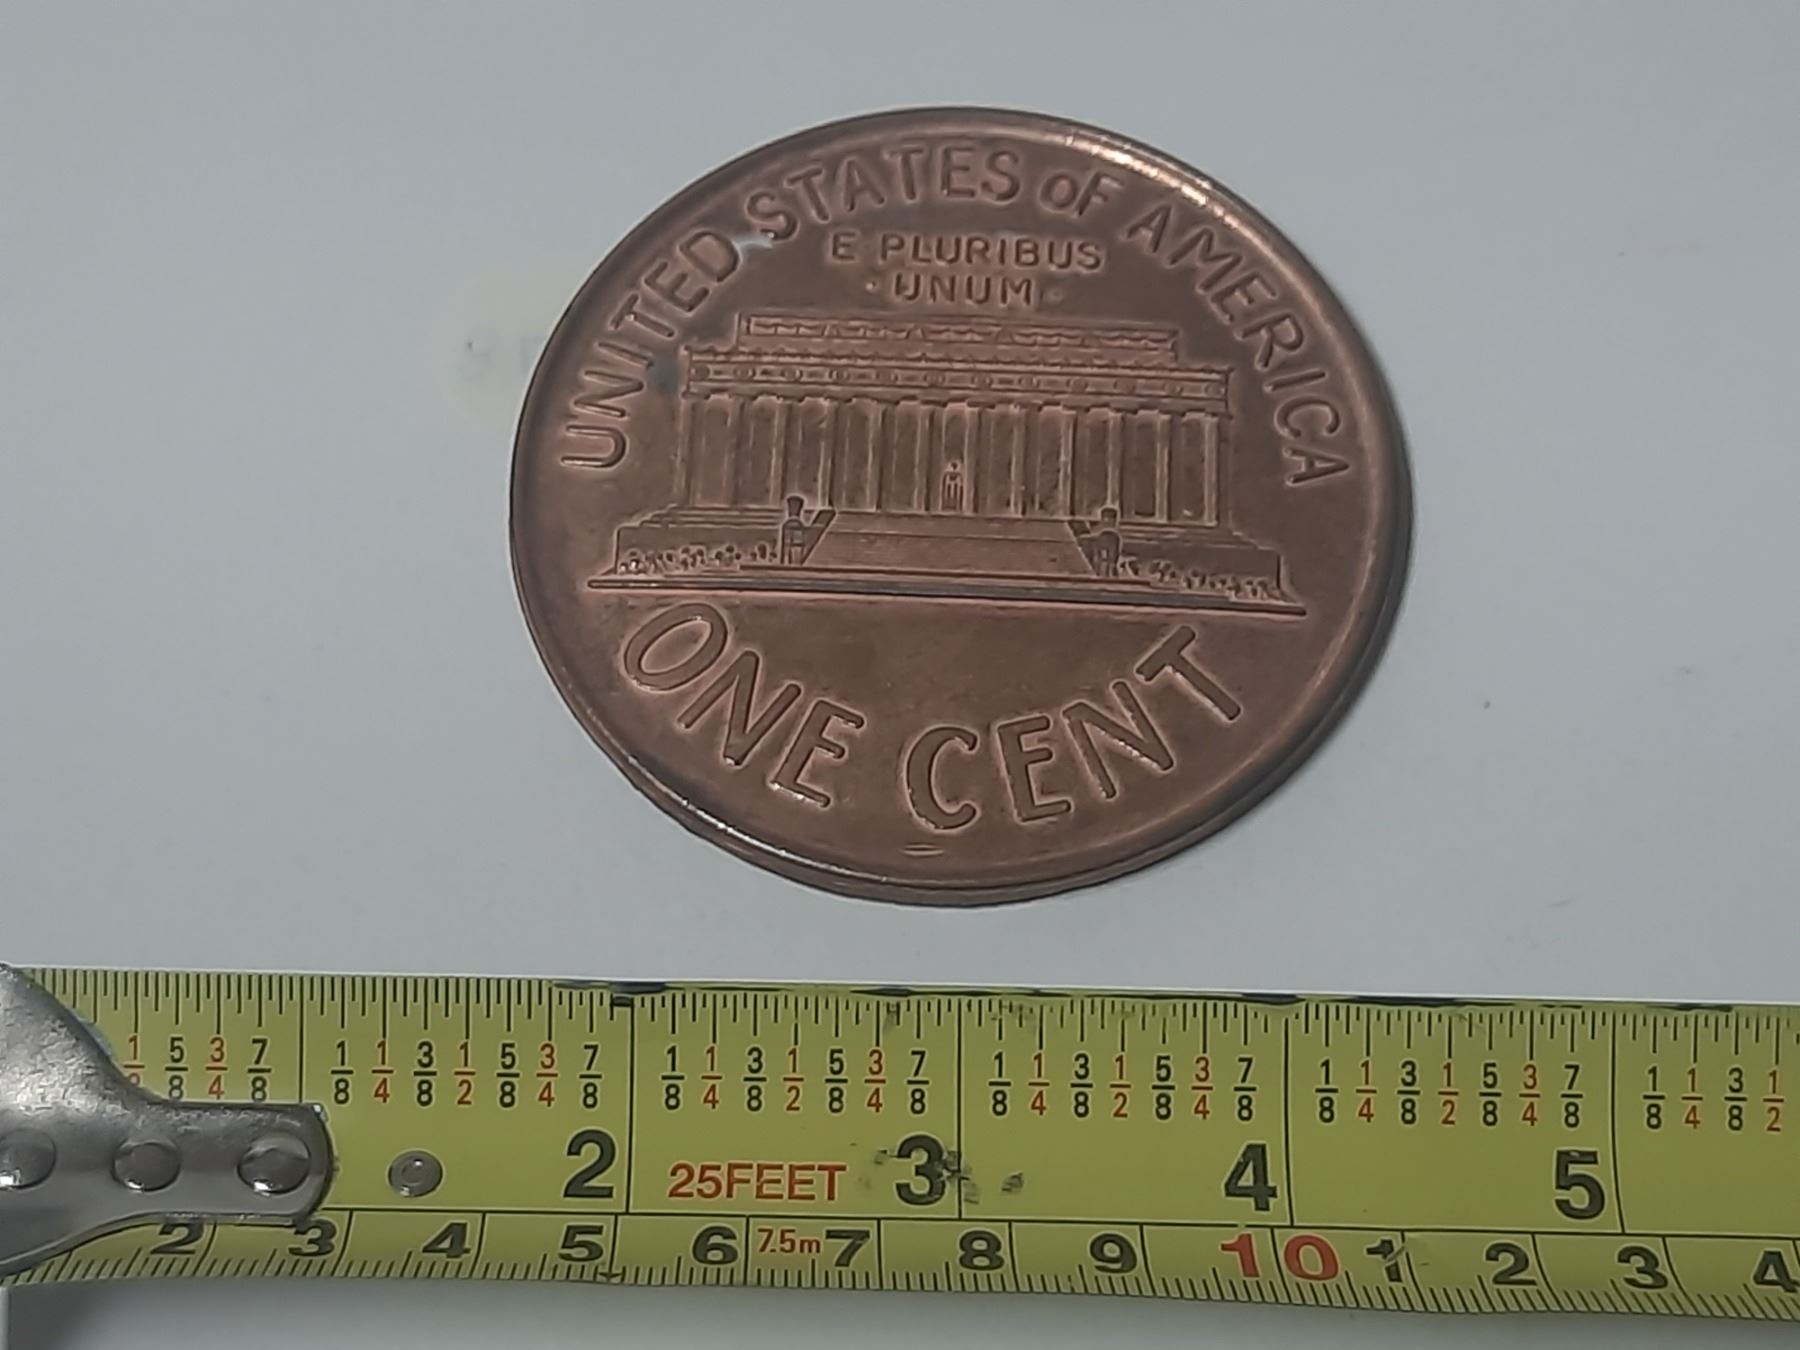 UNITED STATES OF AMERICA
E PLURIBUS
UNUM
ONE CENT
1/2 5/8 3/4 7/8 1/8 1/4 3/8 1/2 5/8 3/4 7/8 1/8 1/4 3/8 1/2 5/8 3/4 7/8 1/8 1/4 3/8 1/2 5/8 3/4 7/8 1/8 1/4 3/8 1/2 5/8 3/4 7/8 1/8 1/4 3/8 1/2
2 25FEET 3 4 5
2 3 4 5 6 7.5m 7 8 9 10 1 2 3 4